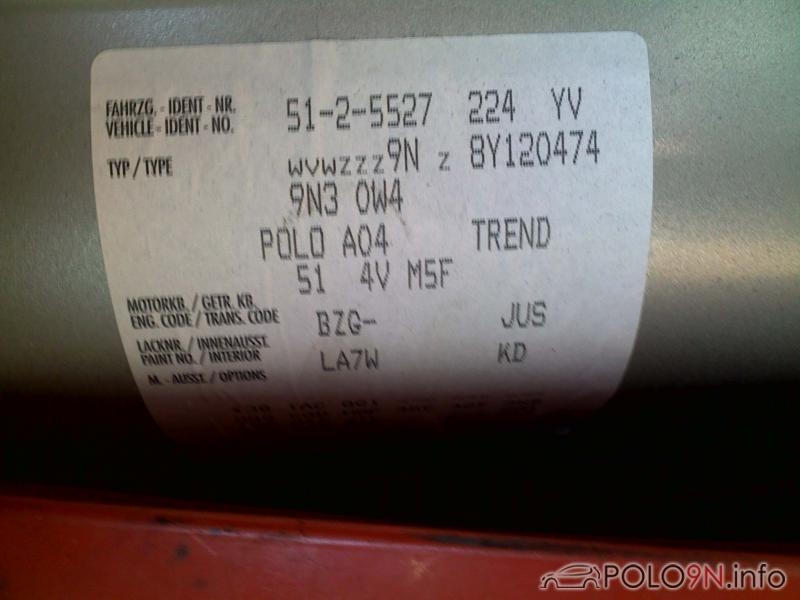 FAHRZG. - IDENT - NR. 51-2-5527 224 YV
VEHICLE - IDENT - NO.
TYP / TYPE WVWZZZ9N Z 8Y120474
9N3 0W4
POLO A04 TREND
51 4V M5F
MOTORKB. / GETR. KB.
ENG. CODE / TRANS. CODE BZG- JUS
LACKNR. / INNENAUSST.
PAINT NO. / INTERIOR LA7W KD
M. - AUSST. / OPTIONS
POLO9N.info